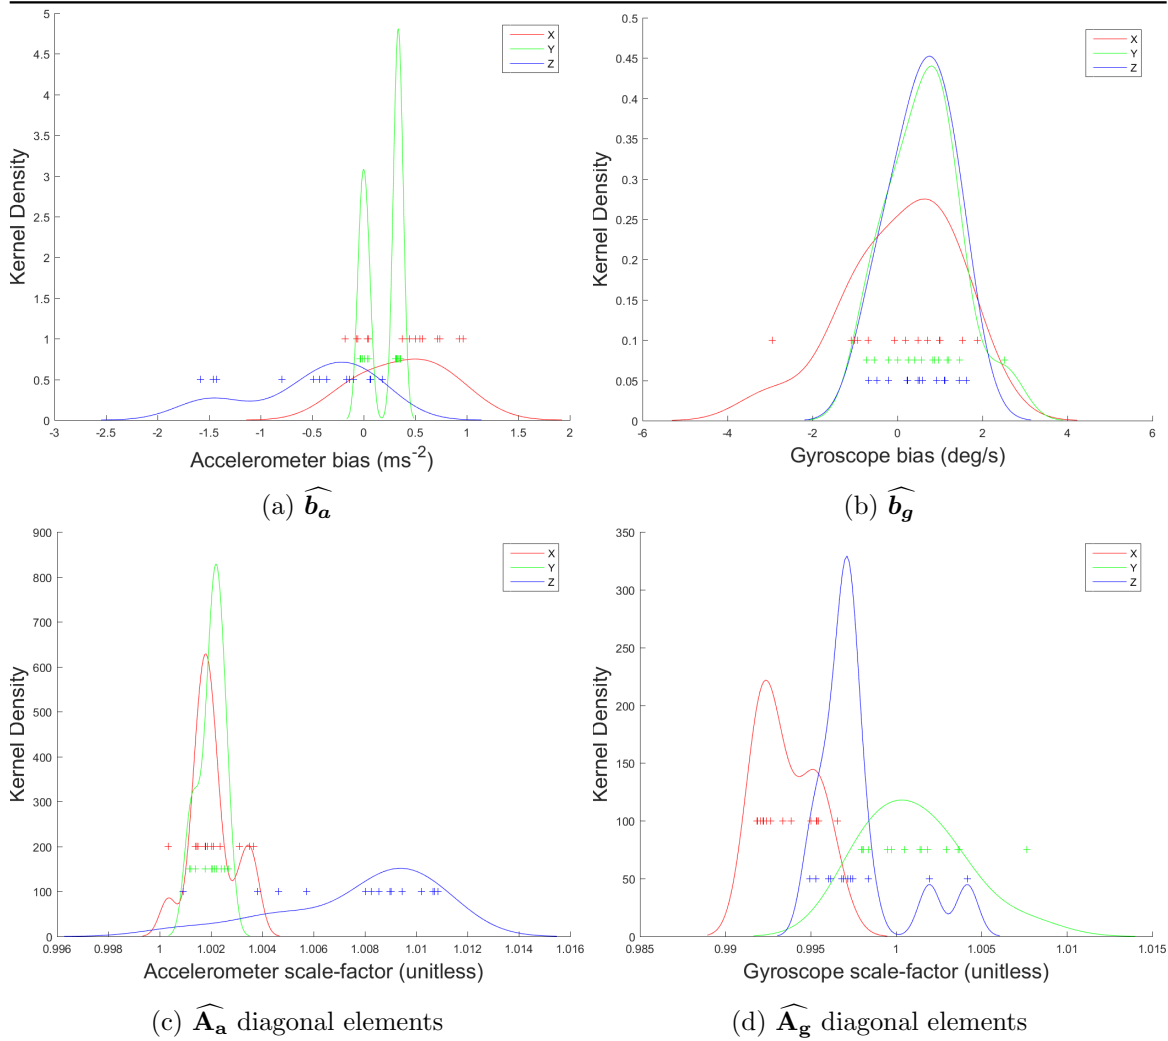 5
4.5
4
3.5
3
2.5
2
1.5
1
0.5
0
Kernel Density
-3 -2.5 -2 -1.5 -1 -0.5 0 0.5 1 1.5 2
Accelerometer bias (ms-2)
X
Y
Z
(a) b̂a
0.5
0.45
0.4
0.35
0.3
0.25
0.2
0.15
0.1
0.05
0
Kernel Density
-6 -4 -2 0 2 4 6
Gyroscope bias (deg/s)
X
Y
Z
(b) b̂g
900
800
700
600
500
400
300
200
100
0
Kernel Density
0.996 0.998 1 1.002 1.004 1.006 1.008 1.01 1.012 1.014 1.016
Accelerometer scale-factor (unitless)
X
Y
Z
(c) Âa diagonal elements
350
300
250
200
150
100
50
0
Kernel Density
0.985 0.99 0.995 1 1.005 1.01 1.015
Gyroscope scale-factor (unitless)
X
Y
Z
(d) Âg diagonal elements